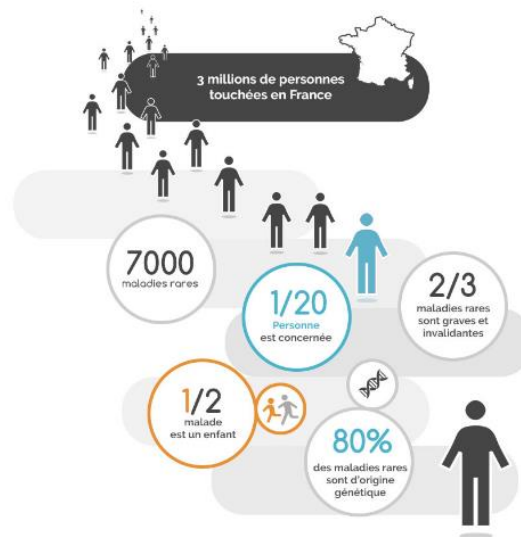 3 millions de personnes
touchées en France
7000
maladies rares
1/20
Personne
est concernée
2/3
maladies rares
sont graves et
invalidantes
1/2
malade
est un enfant
80%
des maladies rares
sont d'origine
génétique